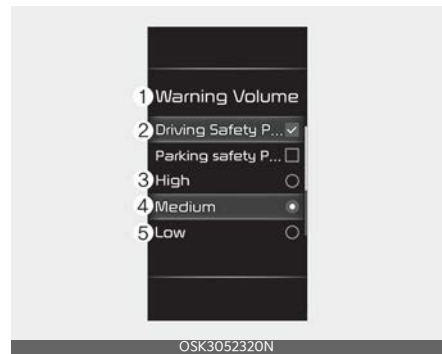 1 Warning Volume
2 Driving Safety P...
Parking safety P...
3 High
4 Medium
5 Low
OSK3052320N